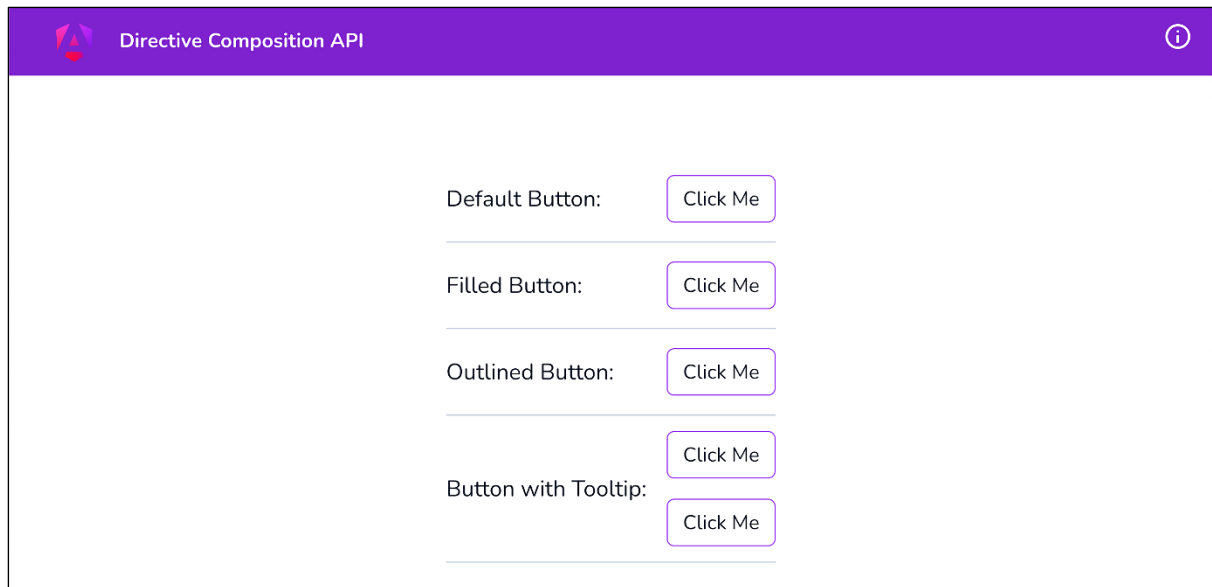 Directive Composition API
Default Button: Click Me
Filled Button: Click Me
Outlined Button: Click Me
Click Me
Button with Tooltip:
Click Me